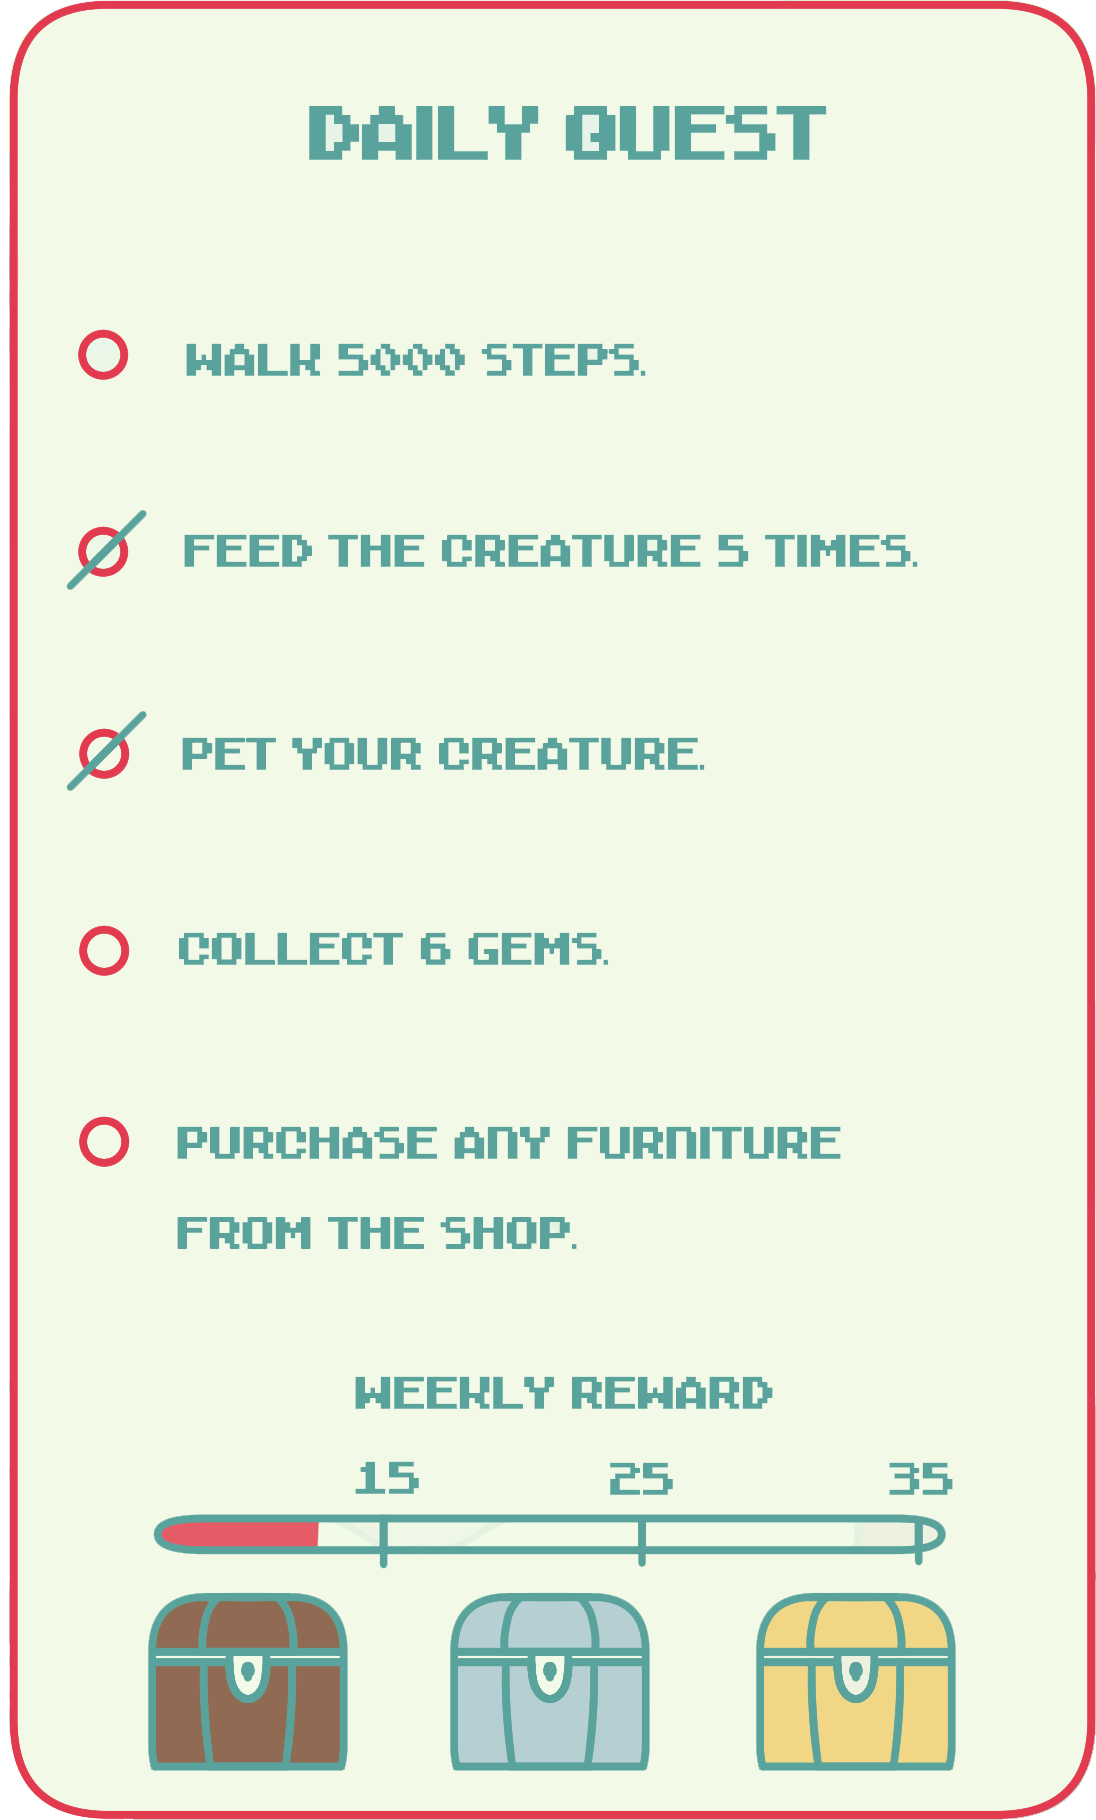 DAILY QUEST
WALK 5000 STEPS.
FEED THE CREATURE 5 TIMES.
PET YOUR CREATURE.
COLLECT 6 GEMS.
PURCHASE ANY FURNITURE
FROM THE SHOP.
WEEKLY REWARD
15 25 35